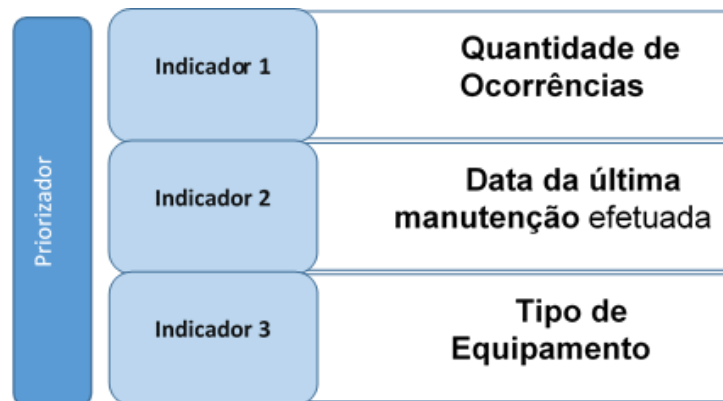 Priorizador
Indicador 1
Quantidade de
Ocorrências
Indicador 2
Data da última
manutenção efetuada
Indicador 3
Tipo de
Equipamento